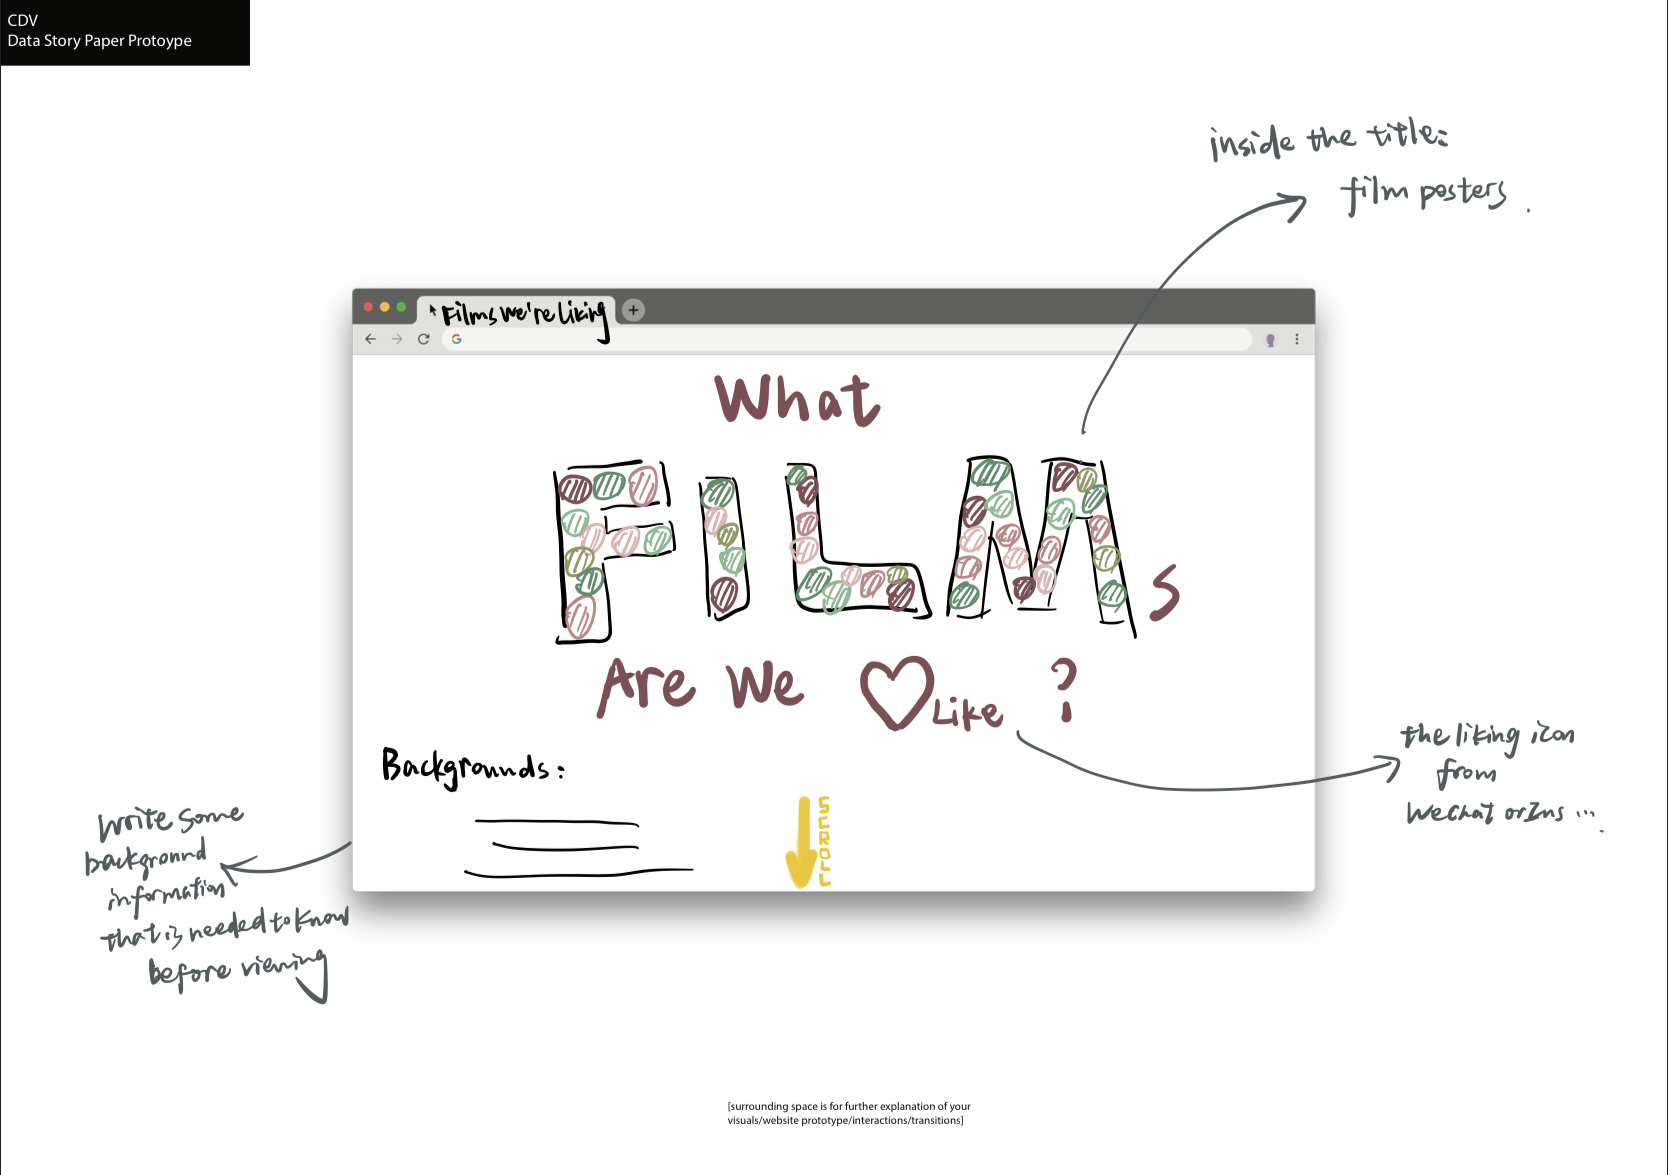 CDV
Data Story Paper Protoype
inside the title:
film posters
Films we're liking
What
FILMs
Are We Like ?
Backgrounds:
the liking icon
from
Wechat or Ins ...
write some
background
information
that is needed to know
before viewing
[surrounding space is for further explanation of your
visuals/website prototype/interactions/transitions]